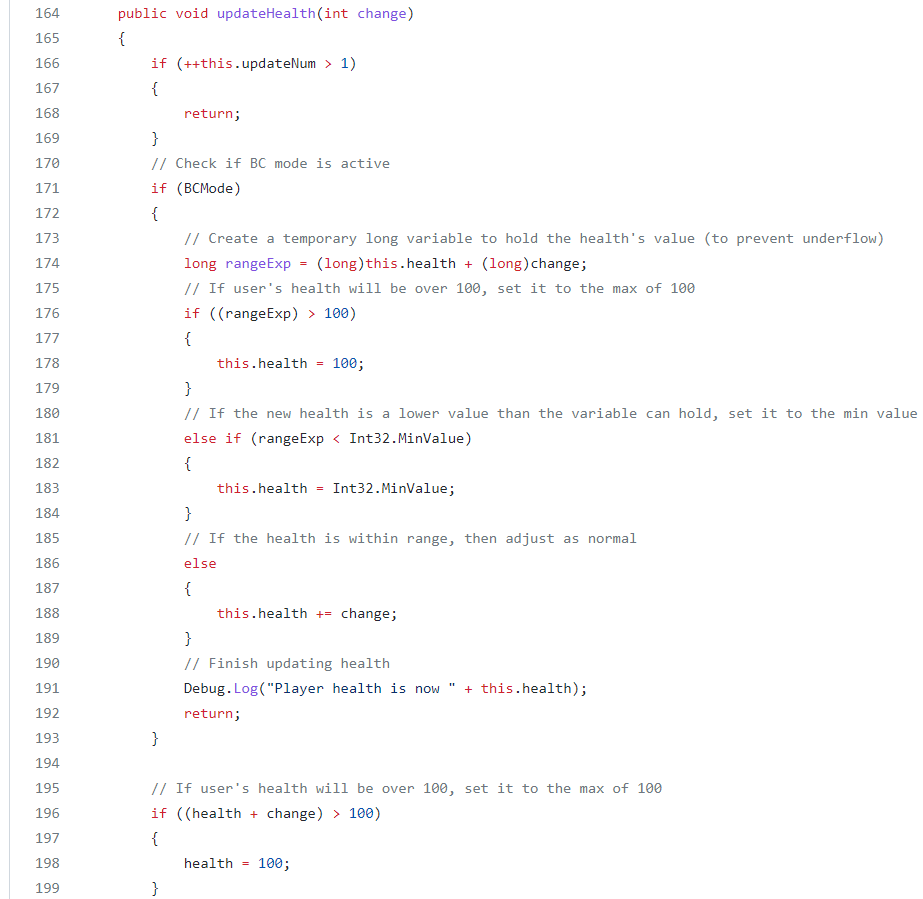 164 public void updateHealth(int change)
165 {
166 if (++this.updateNum > 1)
167 {
168 return;
169 }
170 // Check if BC mode is active
171 if (BCMode)
172 {
173 // Create a temporary long variable to hold the health's value (to prevent underflow)
174 long rangeExp = (long)this.health + (long)change;
175 // If user's health will be over 100, set it to the max of 100
176 if ((rangeExp) > 100)
177 {
178 this.health = 100;
179 }
180 // If the new health is a lower value than the variable can hold, set it to the min value
181 else if (rangeExp < Int32.MinValue)
182 {
183 this.health = Int32.MinValue;
184 }
185 // If the health is within range, then adjust as normal
186 else
187 {
188 this.health += change;
189 }
190 // Finish updating health
191 Debug.Log("Player health is now " + this.health);
192 return;
193 }
194
195 // If user's health will be over 100, set it to the max of 100
196 if ((health + change) > 100)
197 {
198 health = 100;
199 }